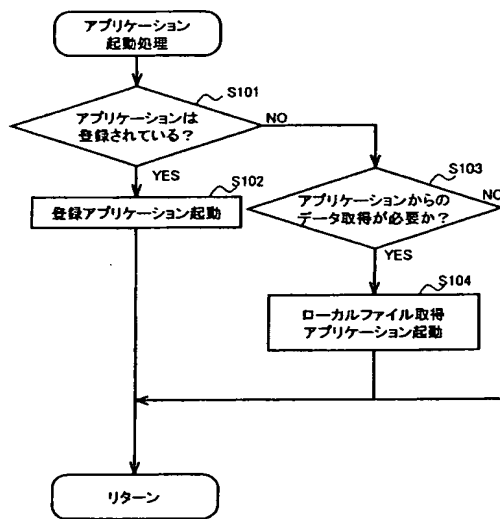 アプリケーション
起動処理
S101
アプリケーションは
登録されている？
NO
YES
S102
登録アプリケーション起動
S103
アプリケーションからの
データ取得が必要か？
NO
YES
S104
ローカルファイル取得
アプリケーション起動
リターン